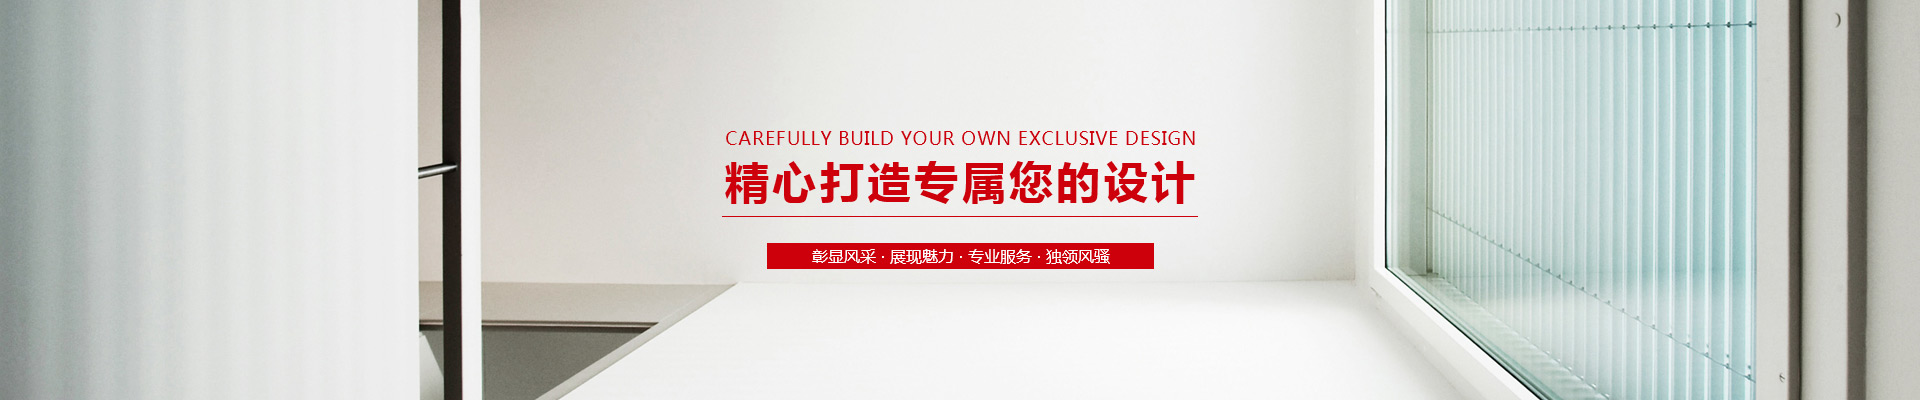 CAREFULLY BUILD YOUR OWN EXCLUSIVE DESIGN
精心打造专属您的设计
彰显风采·展现魅力·专业服务·独领风骚